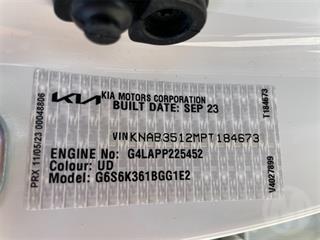 KIA MOTORS CORPORATION
BUILT DATE: SEP 23
VIN KNAB3512MPT184673
ENGINE No: G4LAPP225452
Colour: UD
Model: G6S6K361BGG1E2
PRX 11/05/23 00048806
T184673
V4027899